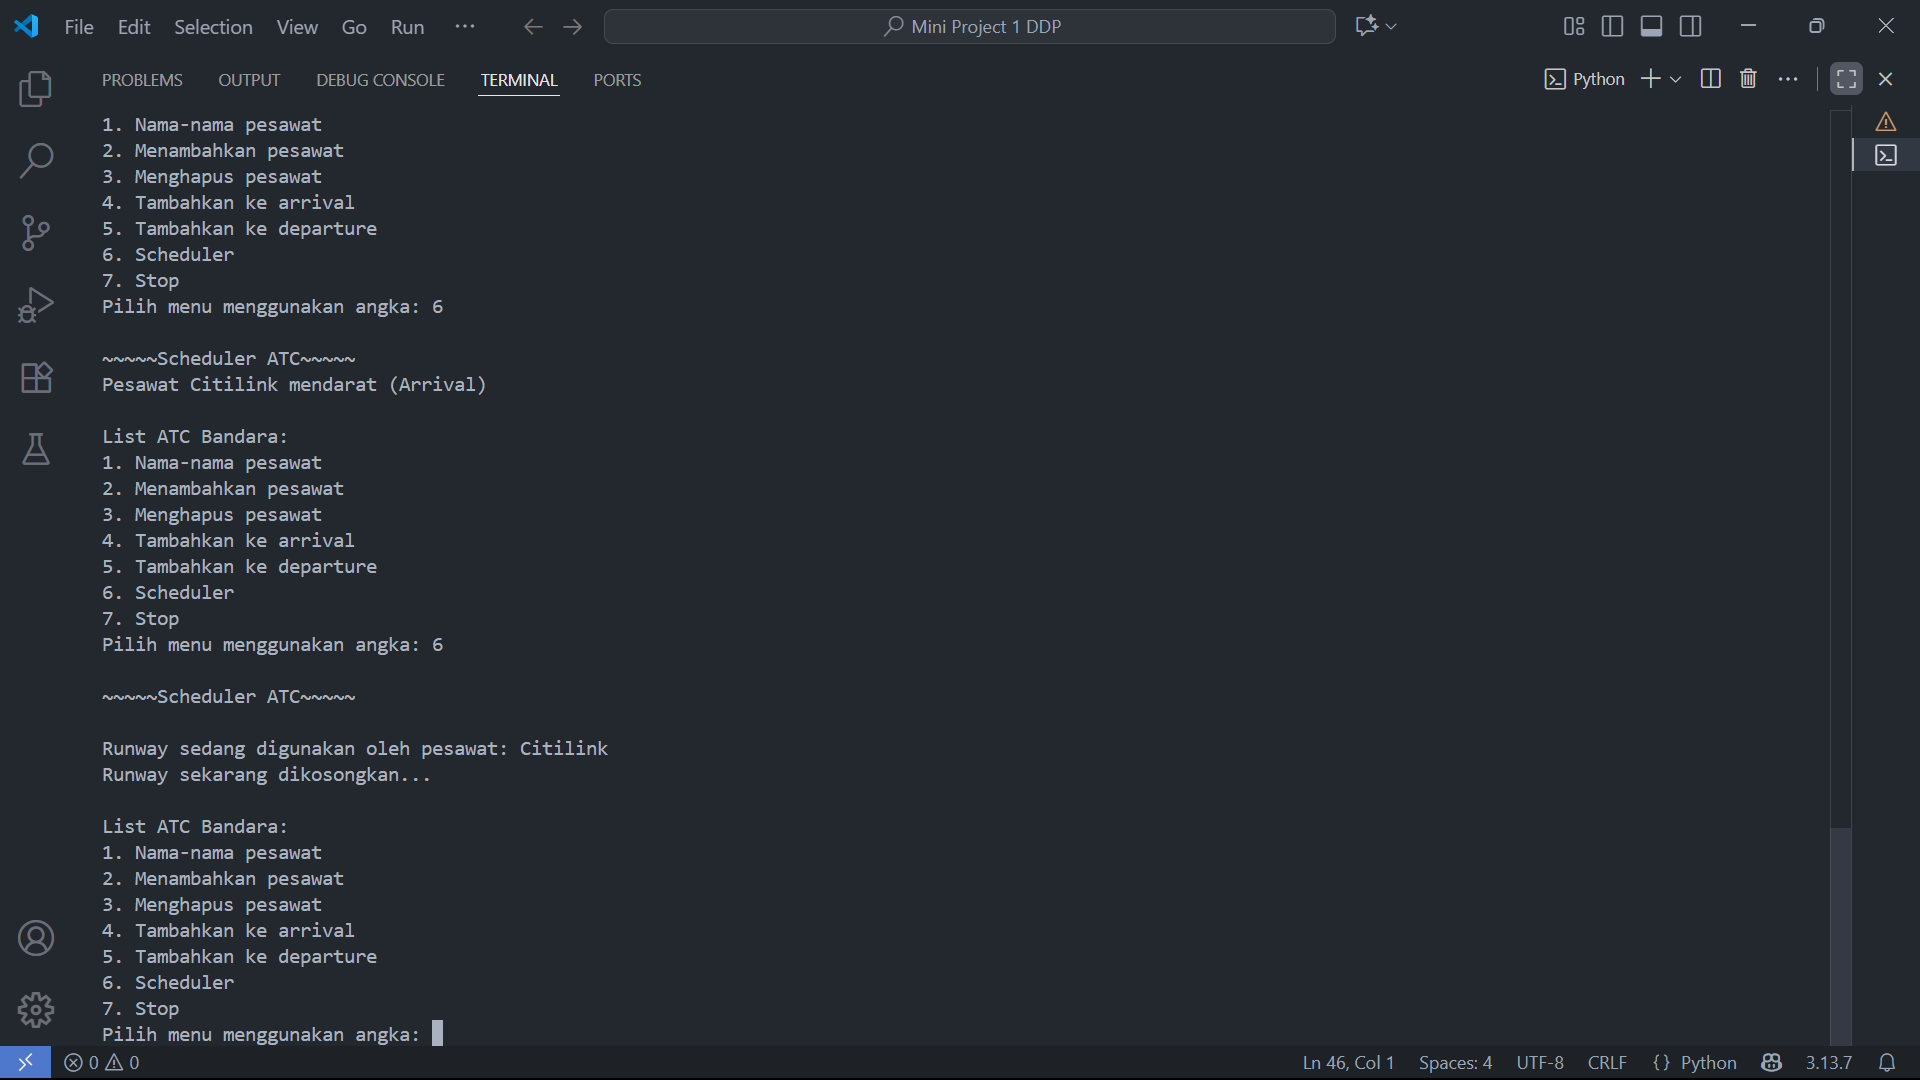 File Edit Selection View Go Run ... Mini Project 1 DDP
PROBLEMS OUTPUT DEBUG CONSOLE TERMINAL PORTS Python
1. Nama-nama pesawat
2. Menambahkan pesawat
3. Menghapus pesawat
4. Tambahkan ke arrival
5. Tambahkan ke departure
6. Scheduler
7. Stop
Pilih menu menggunakan angka: 6
~~~~~Scheduler ATC~~~~~
Pesawat Citilink mendarat (Arrival)
List ATC Bandara:
1. Nama-nama pesawat
2. Menambahkan pesawat
3. Menghapus pesawat
4. Tambahkan ke arrival
5. Tambahkan ke departure
6. Scheduler
7. Stop
Pilih menu menggunakan angka: 6
~~~~~Scheduler ATC~~~~~
Runway sedang digunakan oleh pesawat: Citilink
Runway sekarang dikosongkan...
List ATC Bandara:
1. Nama-nama pesawat
2. Menambahkan pesawat
3. Menghapus pesawat
4. Tambahkan ke arrival
5. Tambahkan ke departure
6. Scheduler
7. Stop
Pilih menu menggunakan angka:
0 0 Ln 46, Col 1 Spaces: 4 UTF-8 CRLF {} Python 3.13.7